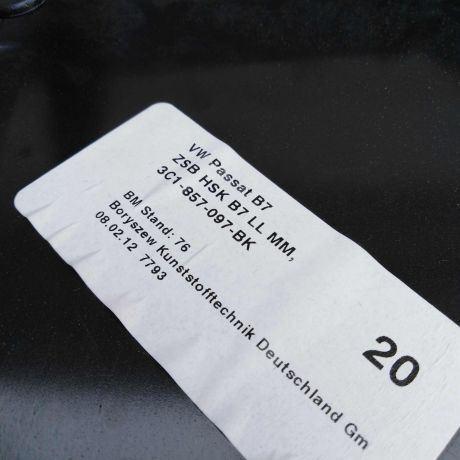 VW Passat B7
ZSB HSK B7 LL MM,
3C1-857-097-BK
BM Stand: 76
Boryszew Kunststofftechnik Deutschland Gm
08.02.12 7793
20